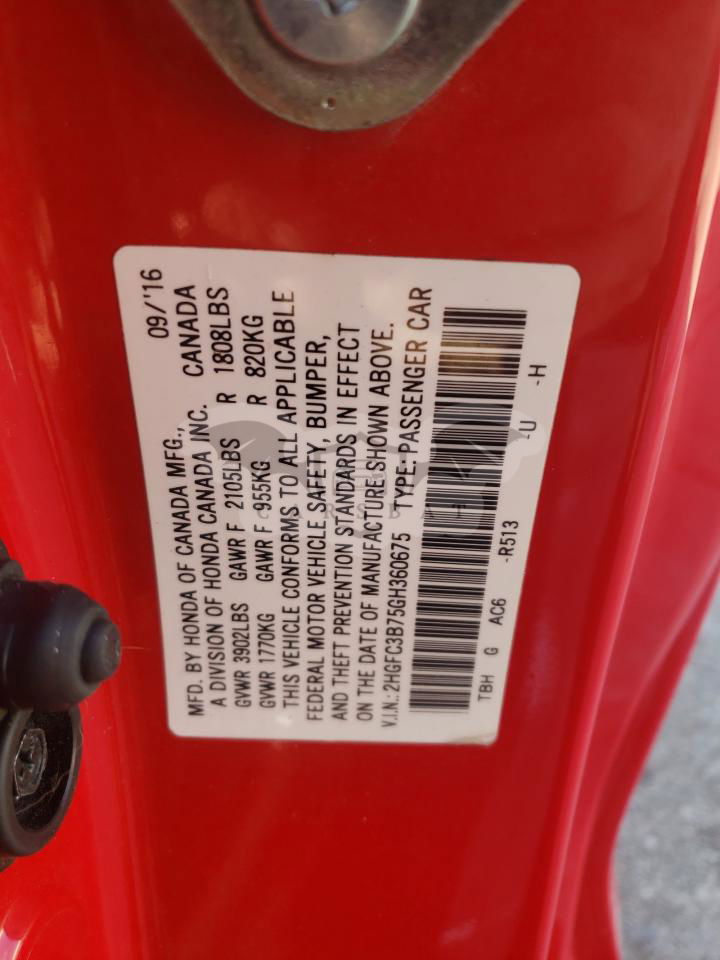 09/'16
MFD. BY HONDA OF CANADA MFG.,
A DIVISION OF HONDA CANADA INC. CANADA
GVWR 3902LBS GAWR F 2105LBS R 1808LBS
GVWR 1770KG GAWR F 955KG R 820KG
THIS VEHICLE CONFORMS TO ALL APPLICABLE
FEDERAL MOTOR VEHICLE SAFETY, BUMPER,
AND THEFT PREVENTION STANDARDS IN EFFECT
ON THE DATE OF MANUFACTURE SHOWN ABOVE.
V.I.N.: 2HGFC3B75GH360675 TYPE: PASSENGER CAR
TBH G AC6 -R513 -U -H
CARSBAT